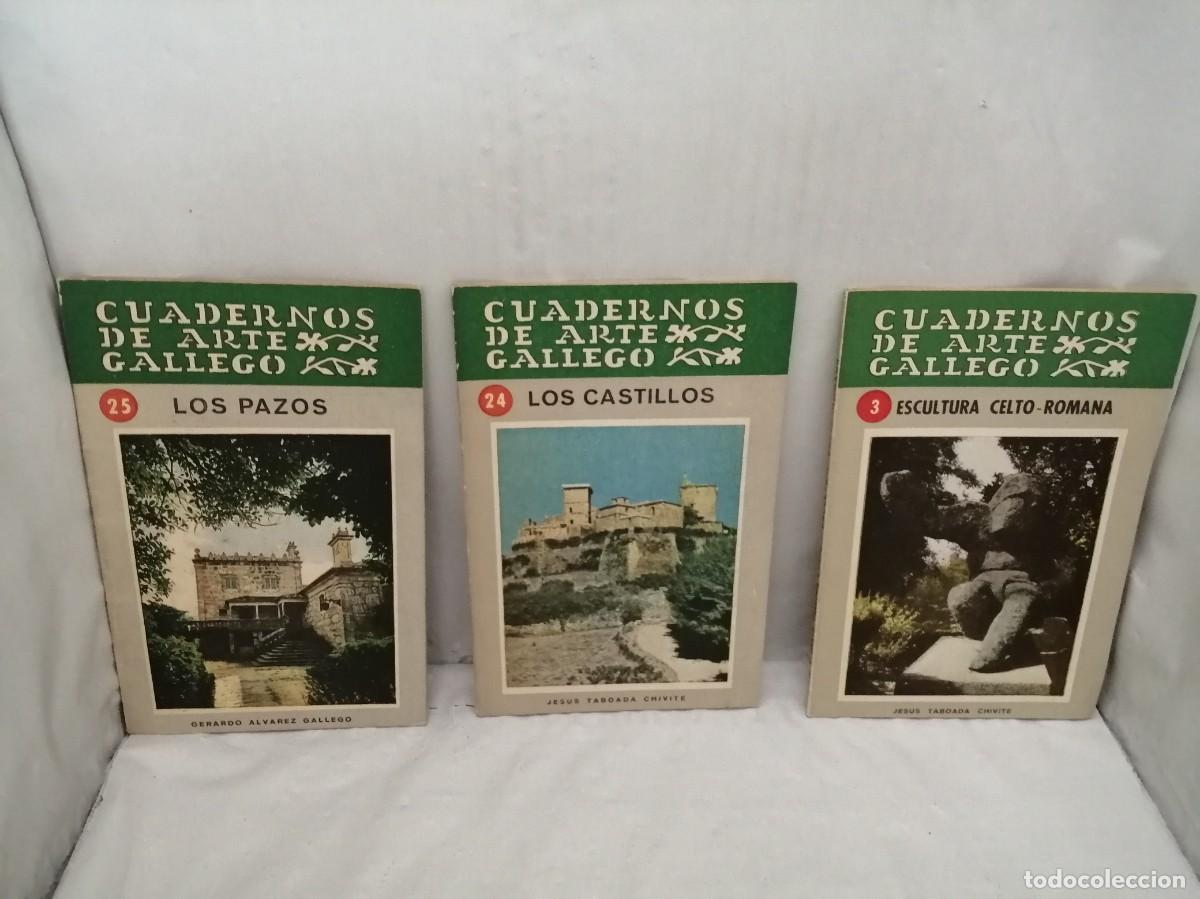 CUADERNOS
DE ARTE
GALLEGO
25 LOS PAZOS
GERARDO ALVAREZ GALLEGO
CUADERNOS
DE ARTE
GALLEGO
24 LOS CASTILLOS
JESUS TABOADA CHIVITE
CUADERNOS
DE ARTE
GALLEGO
3 ESCULTURA CELTO-ROMANA
JESUS TABOADA CHIVITE
todocoleccion